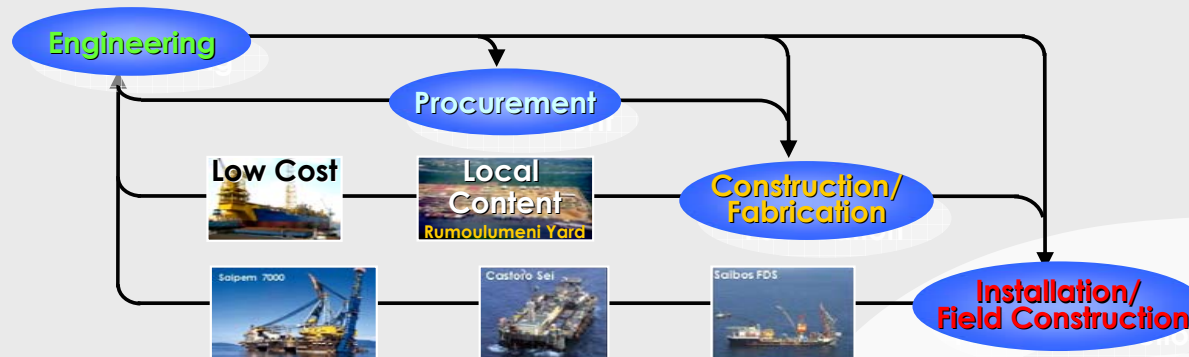 Engineering
Procurement
Low Cost
Local
Content
Rumoulumeni Yard
Construction/
Fabrication
Saipem 7000
Castoro Sei
Saibos FDS
Installation/
Field Construction